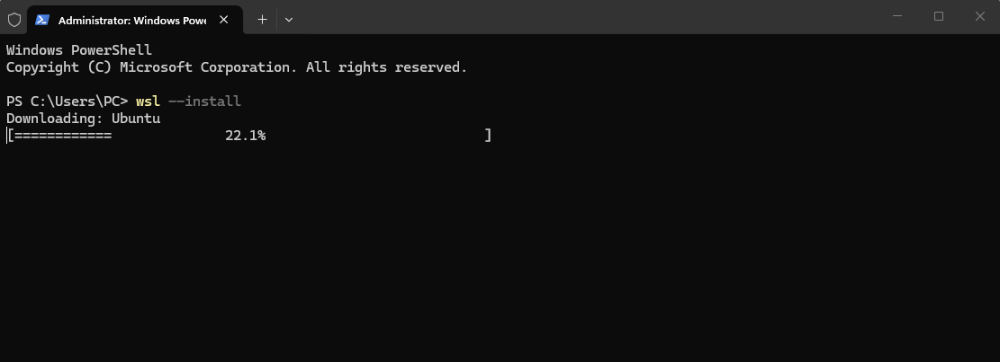 Administrator: Windows Powe
Windows PowerShell
Copyright (C) Microsoft Corporation. All rights reserved.
PS C:\Users\PC> wsl --install
Downloading: Ubuntu
[============ 22.1% ]